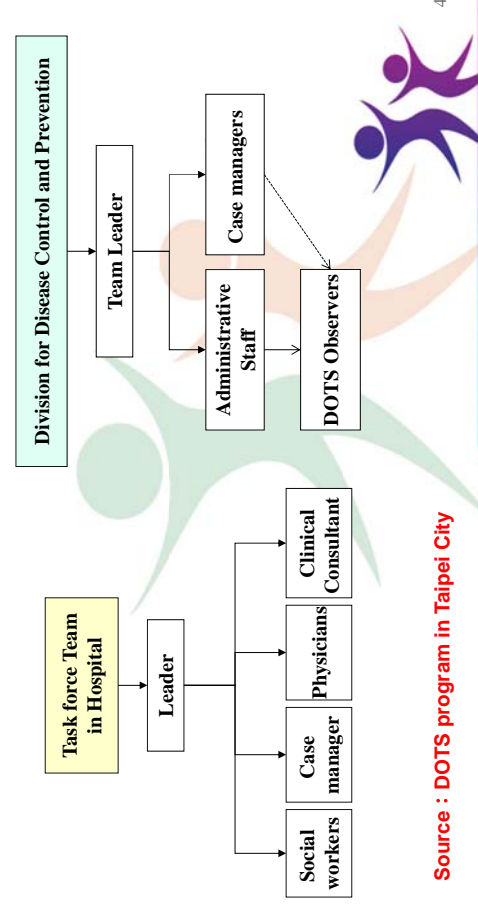 Task force Team
in Hospital
Leader
Social
workers
Case
manager
Physicians
Clinical
Consultant
Division for Disease Control and Prevention
Team Leader
Administrative
Staff
Case managers
DOTS Observers
Source：DOTS program in Taipei City
4